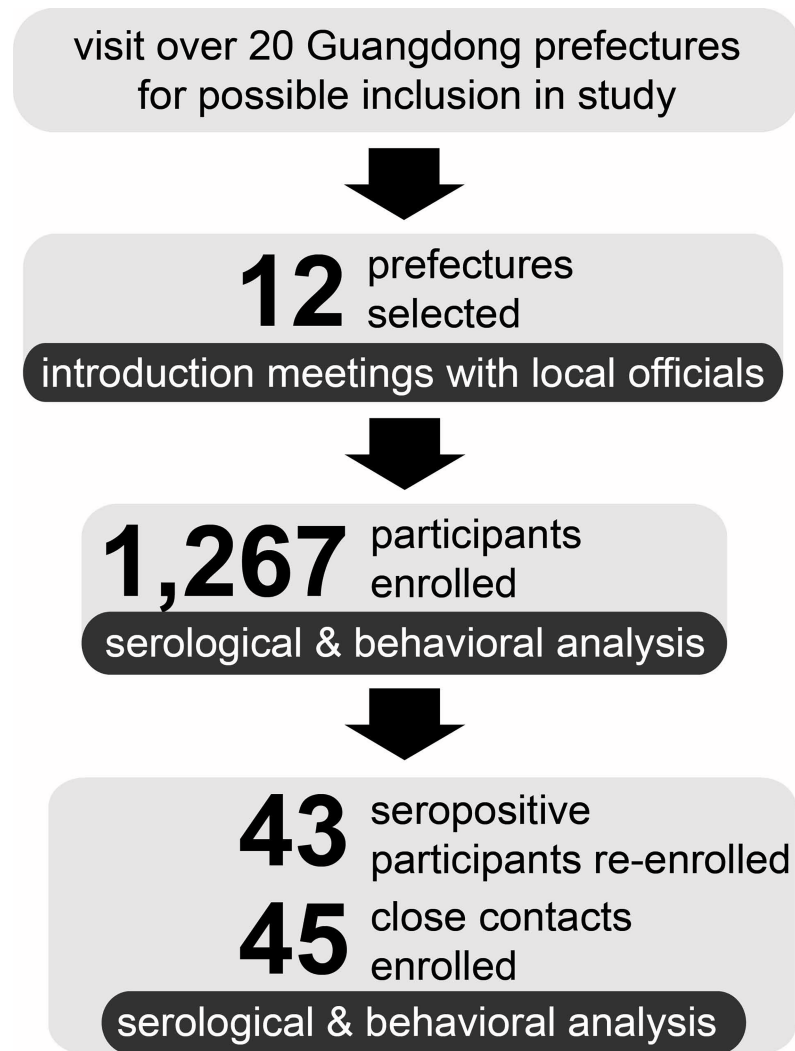 visit over 20 Guangdong prefectures
for possible inclusion in study
12 prefectures
selected
introduction meetings with local officials
1,267 participants
enrolled
serological & behavioral analysis
43 seropositive
participants re-enrolled
45 close contacts
enrolled
serological & behavioral analysis